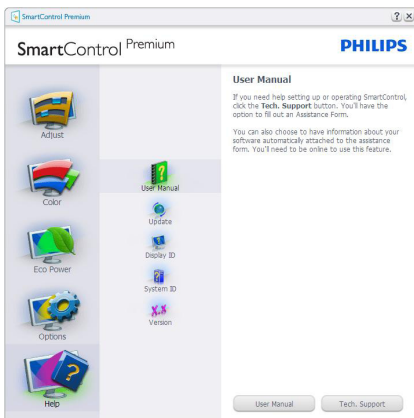 SmartControl Premium
SmartControl Premium
PHILIPS
Adjust
Color
Eco Power
Options
Help
User Manual
Update
Display ID
System ID
X.X
Version
User Manual
If you need help setting up or operating SmartControl,
click the Tech. Support button. You'll have the
option to fill out an Assistance Form.
You can also choose to have information about your
software automatically attached to the assistance
form. You'll need to be online to use this feature.
User Manual
Tech. Support